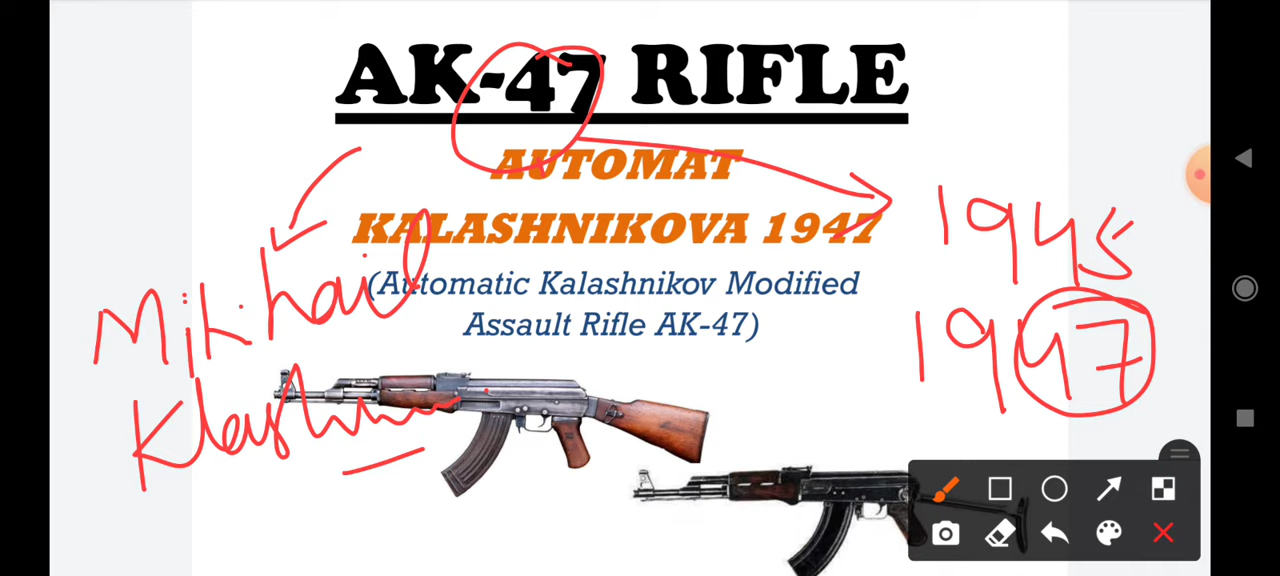 AK-47 RIFLE
AUTOMAT
KALASHNIKOVA 1947
(Automatic Kalashnikov Modified
Assault Rifle AK-47)
1945
1947
Mikhail